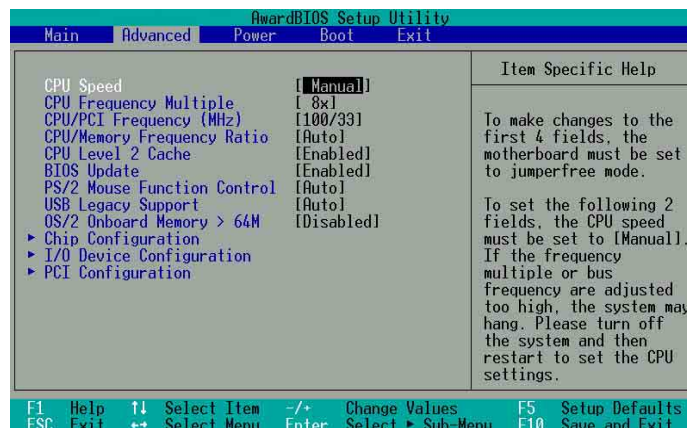 AwardBIOS Setup Utility
Main Advanced Power Boot Exit
CPU Speed [ Manual]
CPU Frequency Multiple [ 8x]
CPU/PCI Frequency (MHz) [100/33]
CPU/Memory Frequency Ratio [Auto]
CPU Level 2 Cache [Enabled]
BIOS Update [Enabled]
PS/2 Mouse Function Control [Auto]
USB Legacy Support [Auto]
OS/2 Onboard Memory > 64M [Disabled]
▶ Chip Configuration
▶ I/O Device Configuration
▶ PCI Configuration
Item Specific Help
To make changes to the
first 4 fields, the
motherboard must be set
to jumperfree mode.
To set the following 2
fields, the CPU speed
must be set to [Manual].
If the frequency
multiple or bus
frequency are adjusted
too high, the system may
hang. Please turn off
the system and then
restart to set the CPU
settings.
F1 Help ↑↓ Select Item -/+ Change Values F5 Setup Defaults
ESC Exit ←→ Select Menu Enter Select ▶ Sub-Menu F10 Save and Exit